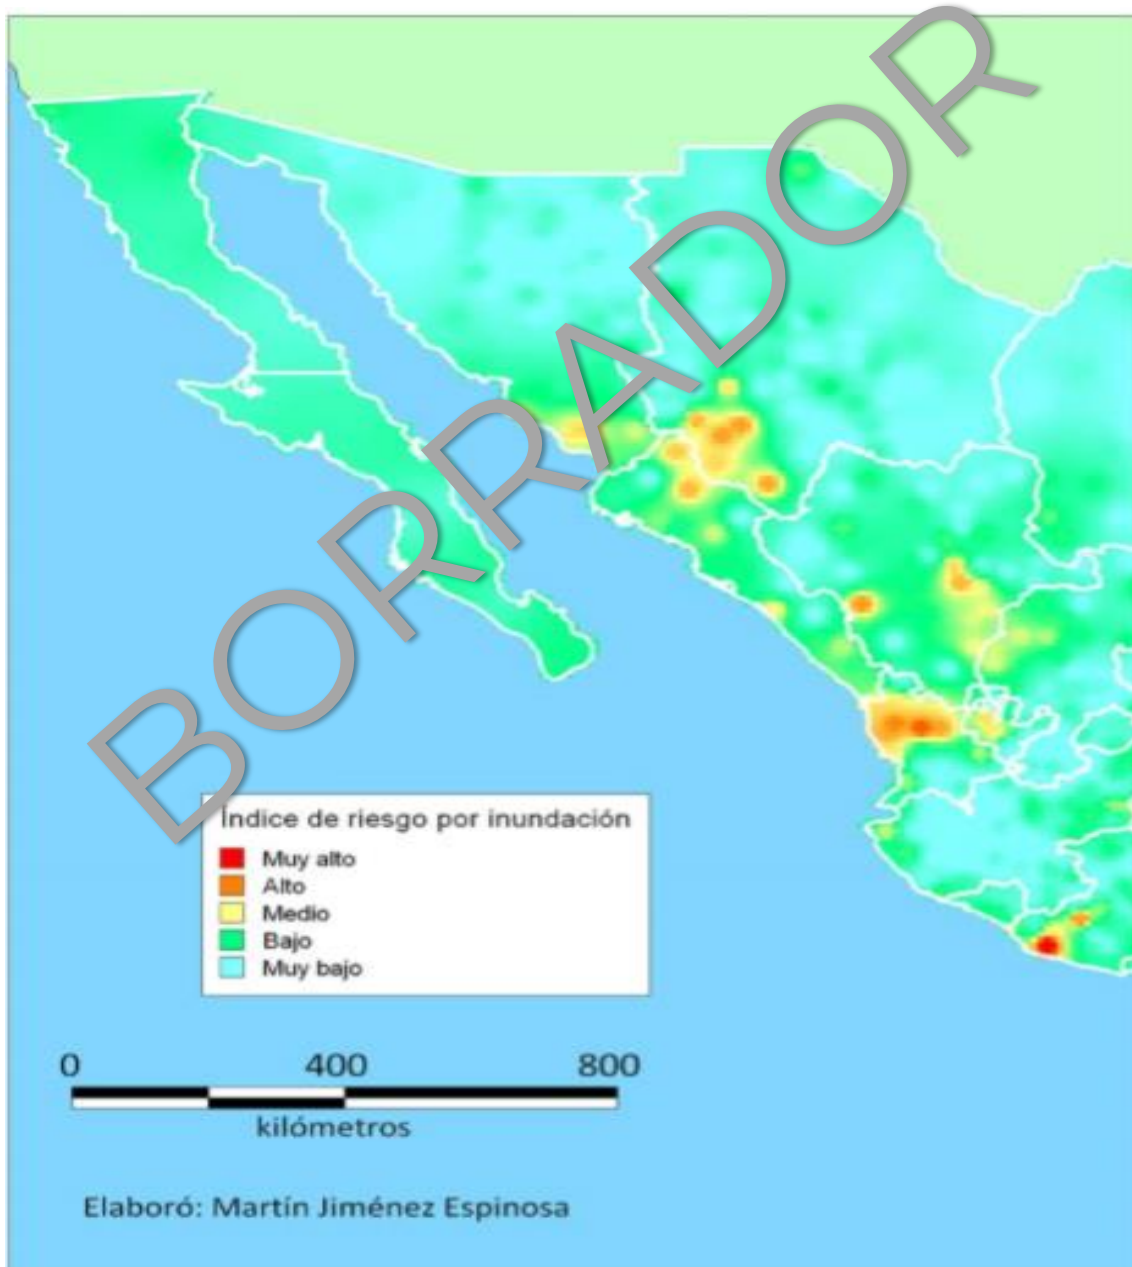 BORRADOR
Índice de riesgo por inundación
Muy alto
Alto
Medio
Bajo
Muy bajo
0 400 800
kilómetros
Elaboró: Martín Jiménez Espinosa